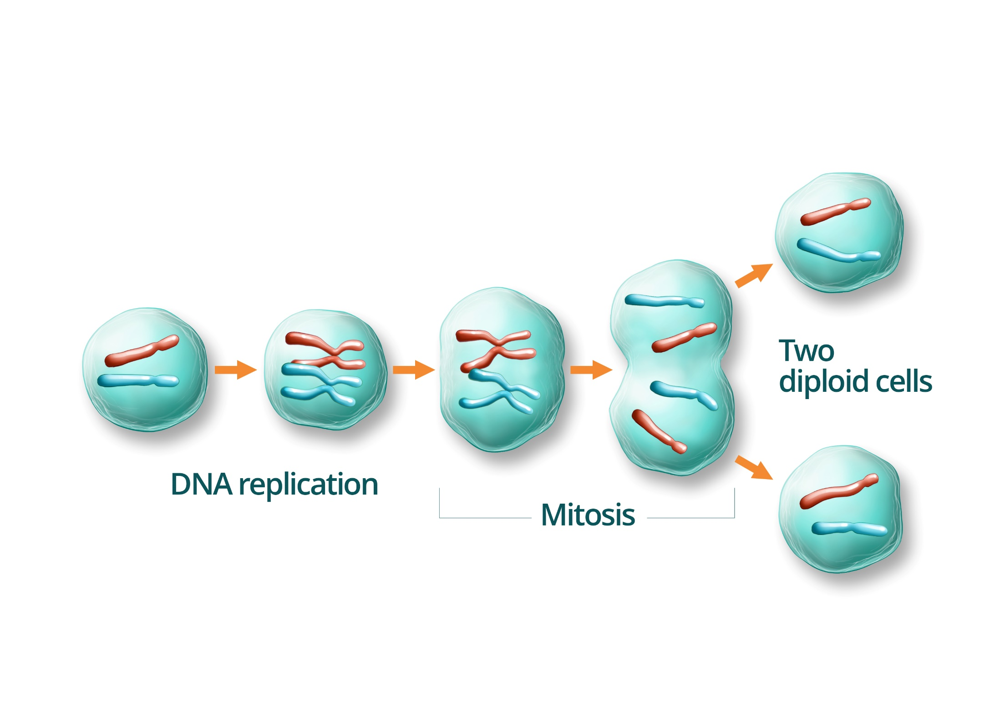 DNA replication
Mitosis
Two
diploid cells